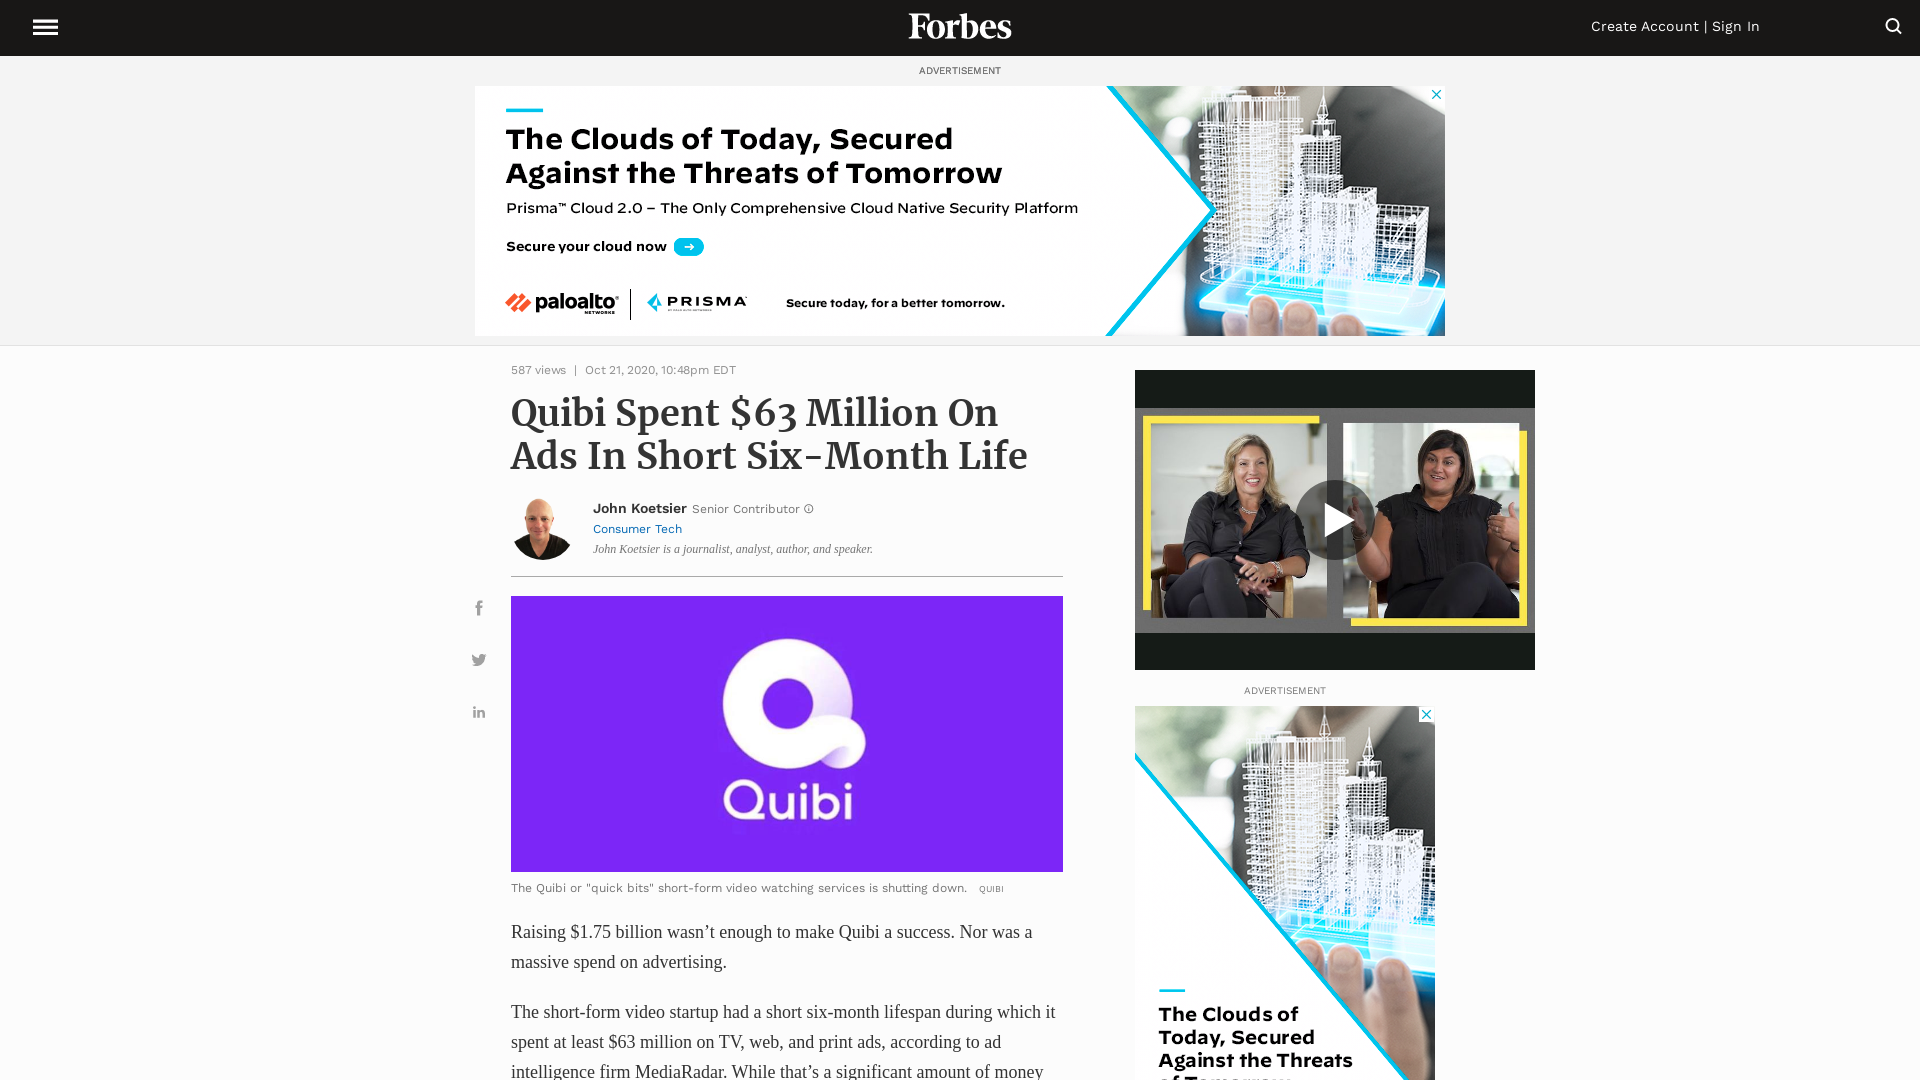 Forbes
Create Account | Sign In
ADVERTISEMENT
The Clouds of Today, Secured
Against the Threats of Tomorrow
Prisma™ Cloud 2.0 – The Only Comprehensive Cloud Native Security Platform
Secure your cloud now
paloalto®
NETWORKS
PRISMA
Secure today, for a better tomorrow.
587 views | Oct 21, 2020, 10:48pm EDT
Quibi Spent $63 Million On
Ads In Short Six-Month Life
John Koetsier Senior Contributor
Consumer Tech
John Koetsier is a journalist, analyst, author, and speaker.
Quibi
The Quibi or "quick bits" short-form video watching services is shutting down. QUIBI
Raising $1.75 billion wasn’t enough to make Quibi a success. Nor was a
massive spend on advertising.
The short-form video startup had a short six-month lifespan during which it
spent at least $63 million on TV, web, and print ads, according to ad
intelligence firm MediaRadar. While that’s a significant amount of money
ADVERTISEMENT
The Clouds of
Today, Secured
Against the Threats
of Tomorrow